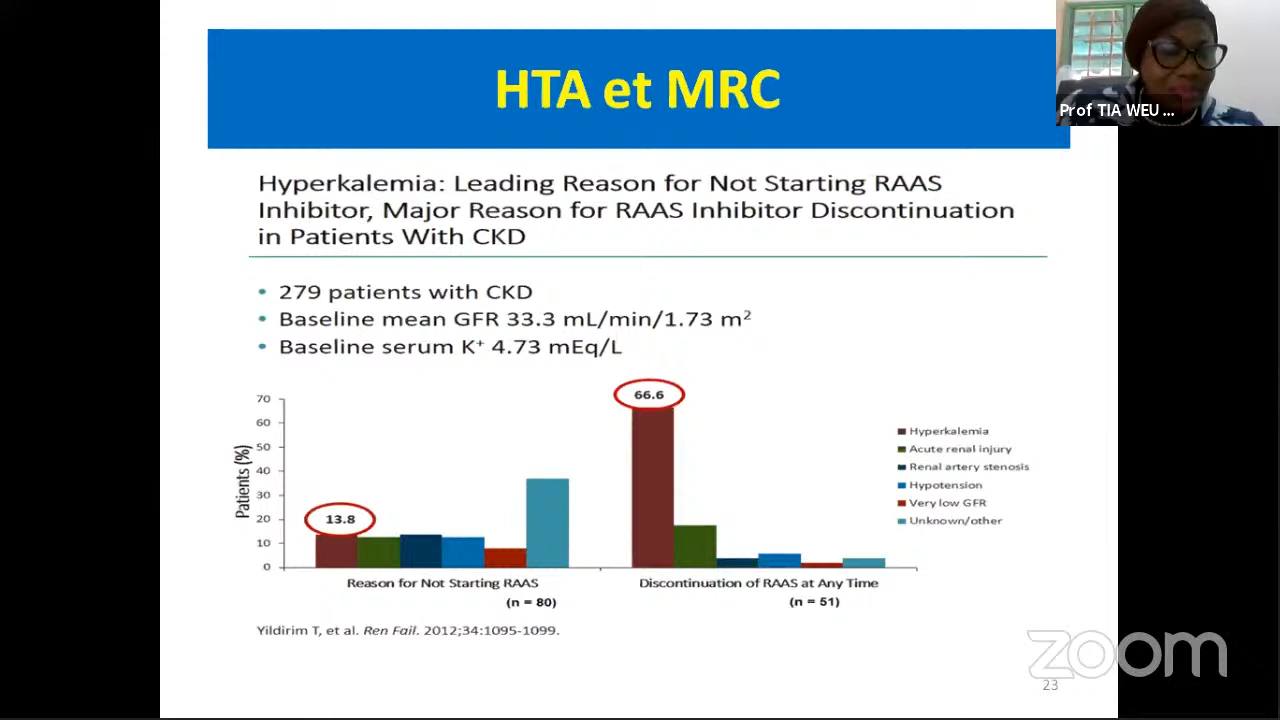 HTA et MRC
Prof TIA WEU ...
Hyperkalemia: Leading Reason for Not Starting RAAS
Inhibitor, Major Reason for RAAS Inhibitor Discontinuation
in Patients With CKD
• 279 patients with CKD
• Baseline mean GFR 33.3 mL/min/1.73 m²
• Baseline serum K⁺ 4.73 mEq/L
Patients (%)
70
60
50
40
30
20
10
0
13.8
66.6
Reason for Not Starting RAAS
(n = 80)
Discontinuation of RAAS at Any Time
(n = 51)
Hyperkalemia
Acute renal injury
Renal artery stenosis
Hypotension
Very low GFR
Unknown/other
Yildirim T, et al. Ren Fail. 2012;34:1095-1099.
zoom
23